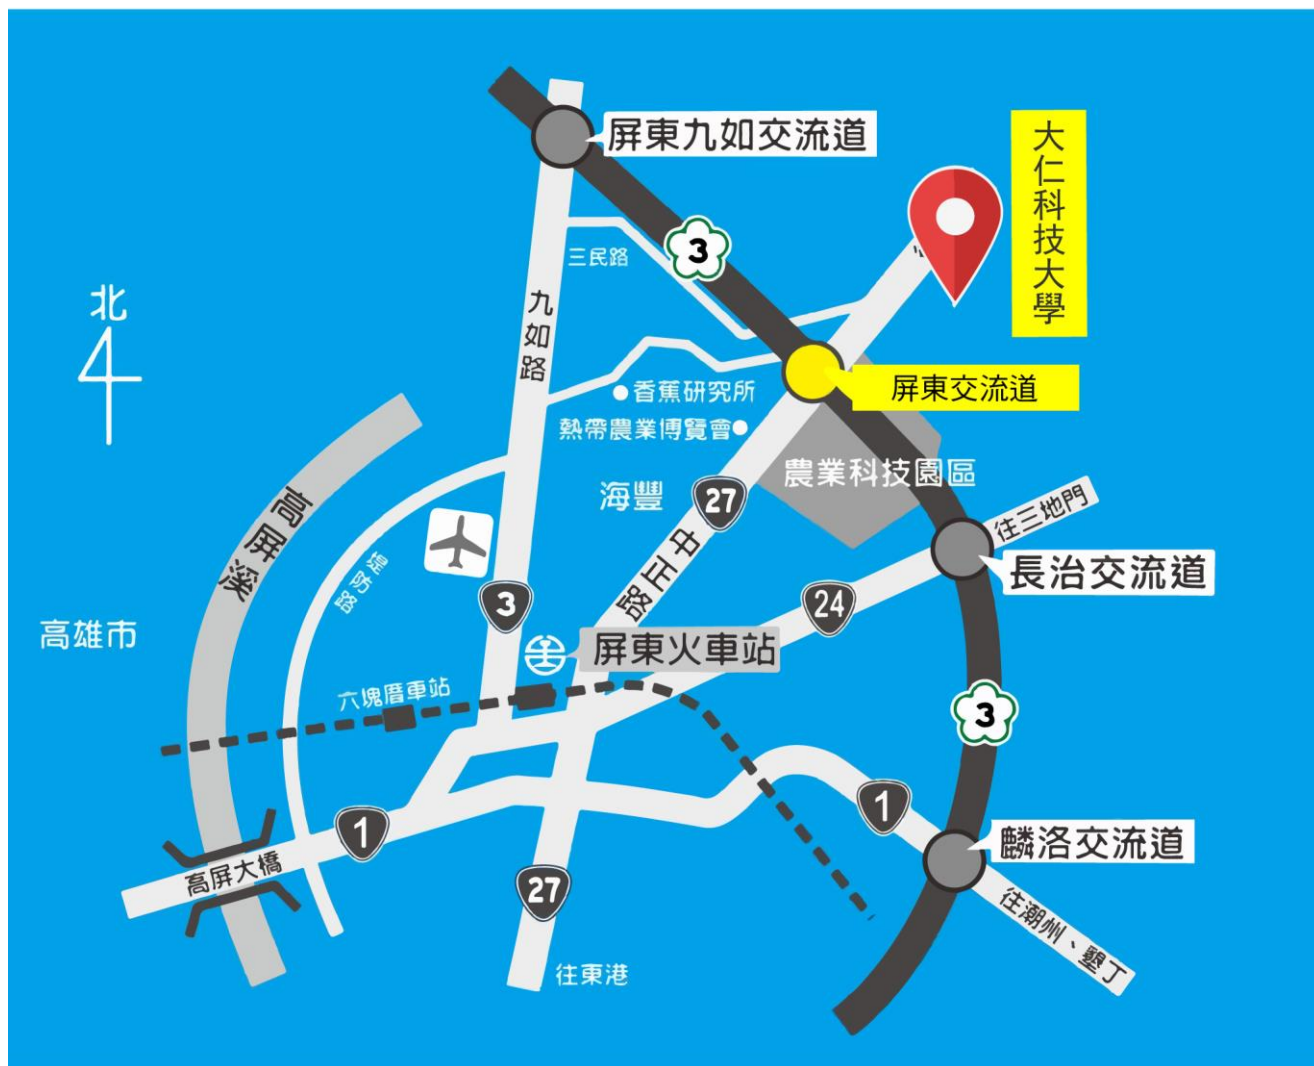 屏東九如交流道
大仁科技大學
3
三民路
北
九如路
屏東交流道
香蕉研究所
熱帶農業博覽會
農業科技園區
海豐
27
往三地門
高屏溪
中正路
長治交流道
堤防路
3
24
高雄市
屏東火車站
六塊厝車站
3
1
1
麟洛交流道
高屏大橋
27
往潮州、墾丁
往東港